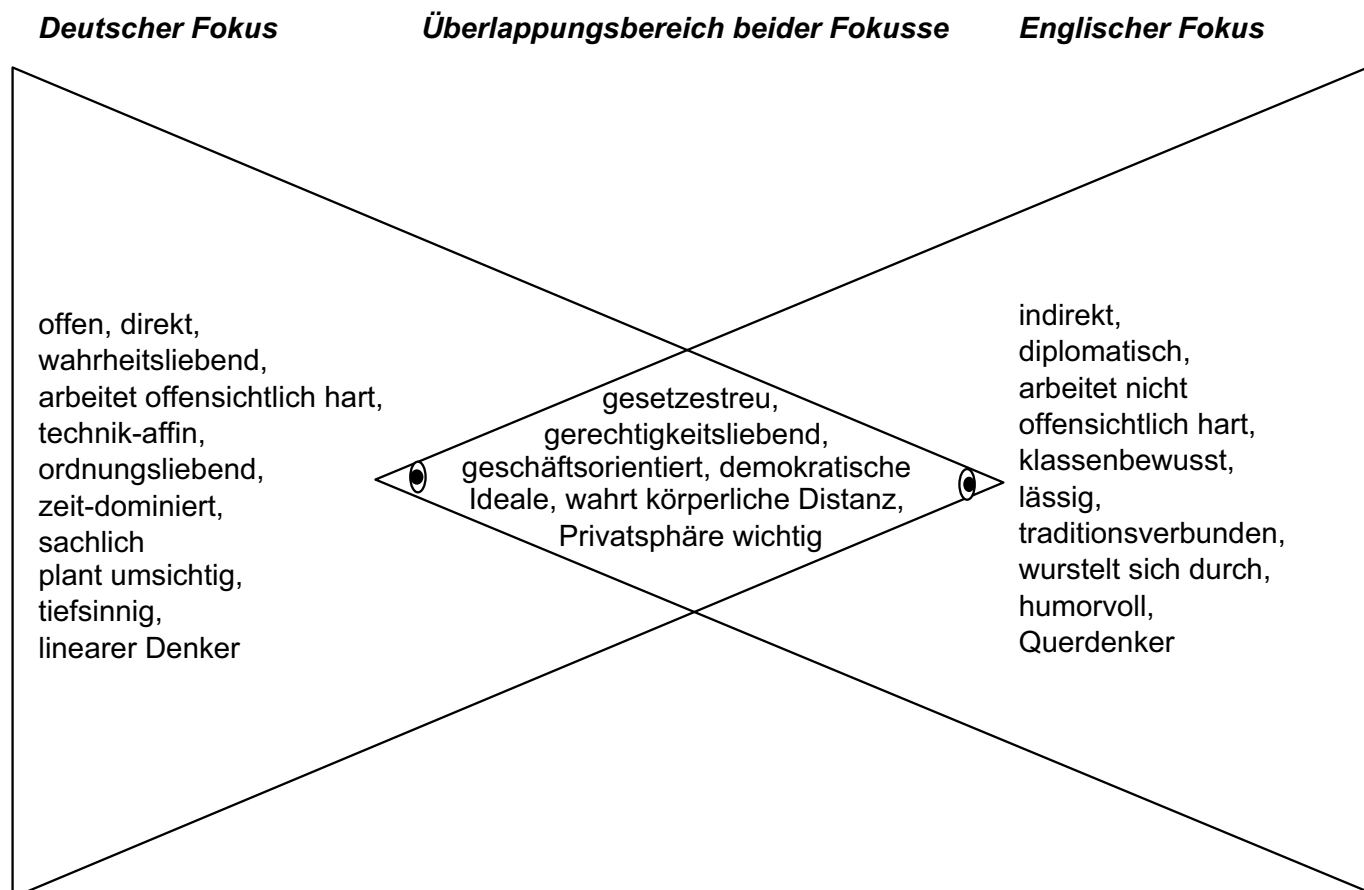 Deutscher Fokus
Überlappungsbereich beider Fokusse
Englischer Fokus
offen, direkt,
wahrheitsliebend,
arbeitet offensichtlich hart,
technik-affin,
ordnungsliebend,
zeit-dominiert,
sachlich
plant umsichtig,
tiefsinnig,
linearer Denker
gesetzestreu,
gerechtigkeitsliebend,
geschäftsorientiert, demokratische
Ideale, wahrt körperliche Distanz,
Privatsphäre wichtig
indirekt,
diplomatisch,
arbeitet nicht
offensichtlich hart,
klassenbewusst,
lässig,
traditionsverbunden,
wurstelt sich durch,
humorvoll,
Querdenker